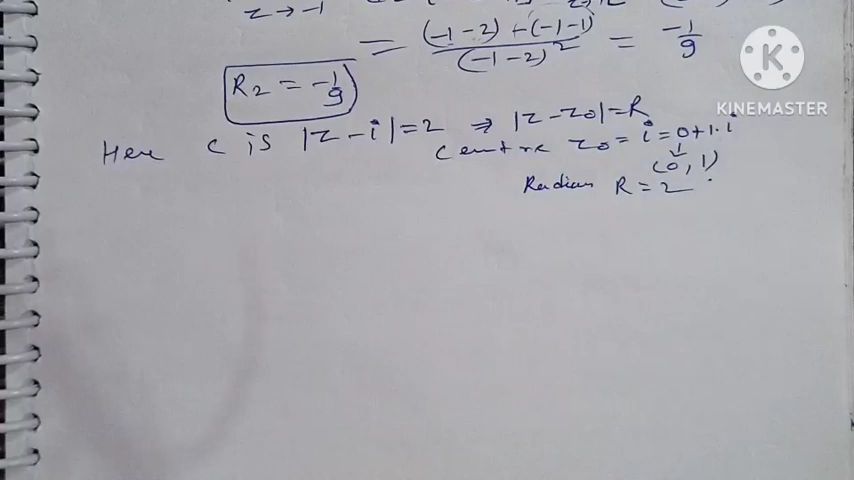 z → -1
= (-1-2) - (-1-1) / (-1-2)² = -1/9
R₂ = -1/9
Here C is |z - i| = 2 ⇒ |z - z₀| = R
Centre z₀ = i = 0+1·i
(0, 1)
Radius R = 2
K
KINEMASTER